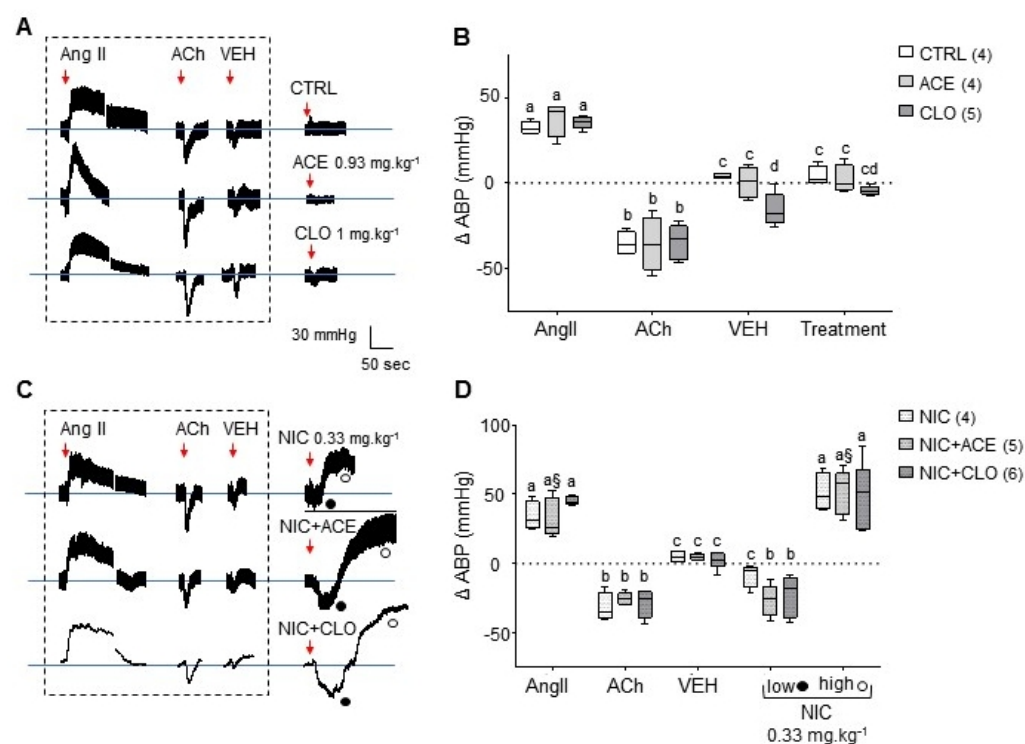 A
Ang II
ACh
VEH
CTRL
ACE 0.93 mg.kg⁻¹
CLO 1 mg.kg⁻¹
30 mmHg
50 sec
B
CTRL (4)
ACE (4)
CLO (5)
Δ ABP (mmHg)
50
0
-50
a a a
b b b
c c d
c c cd
AngII ACh VEH Treatment
C
Ang II
ACh
VEH
NIC 0.33 mg.kg⁻¹
NIC+ACE
NIC+CLO
D
NIC (4)
NIC+ACE (5)
NIC+CLO (6)
Δ ABP (mmHg)
100
50
0
-50
a a§ a
b b b
c c c
c b b
a a§ a
AngII ACh VEH low high
NIC
0.33 mg.kg⁻¹